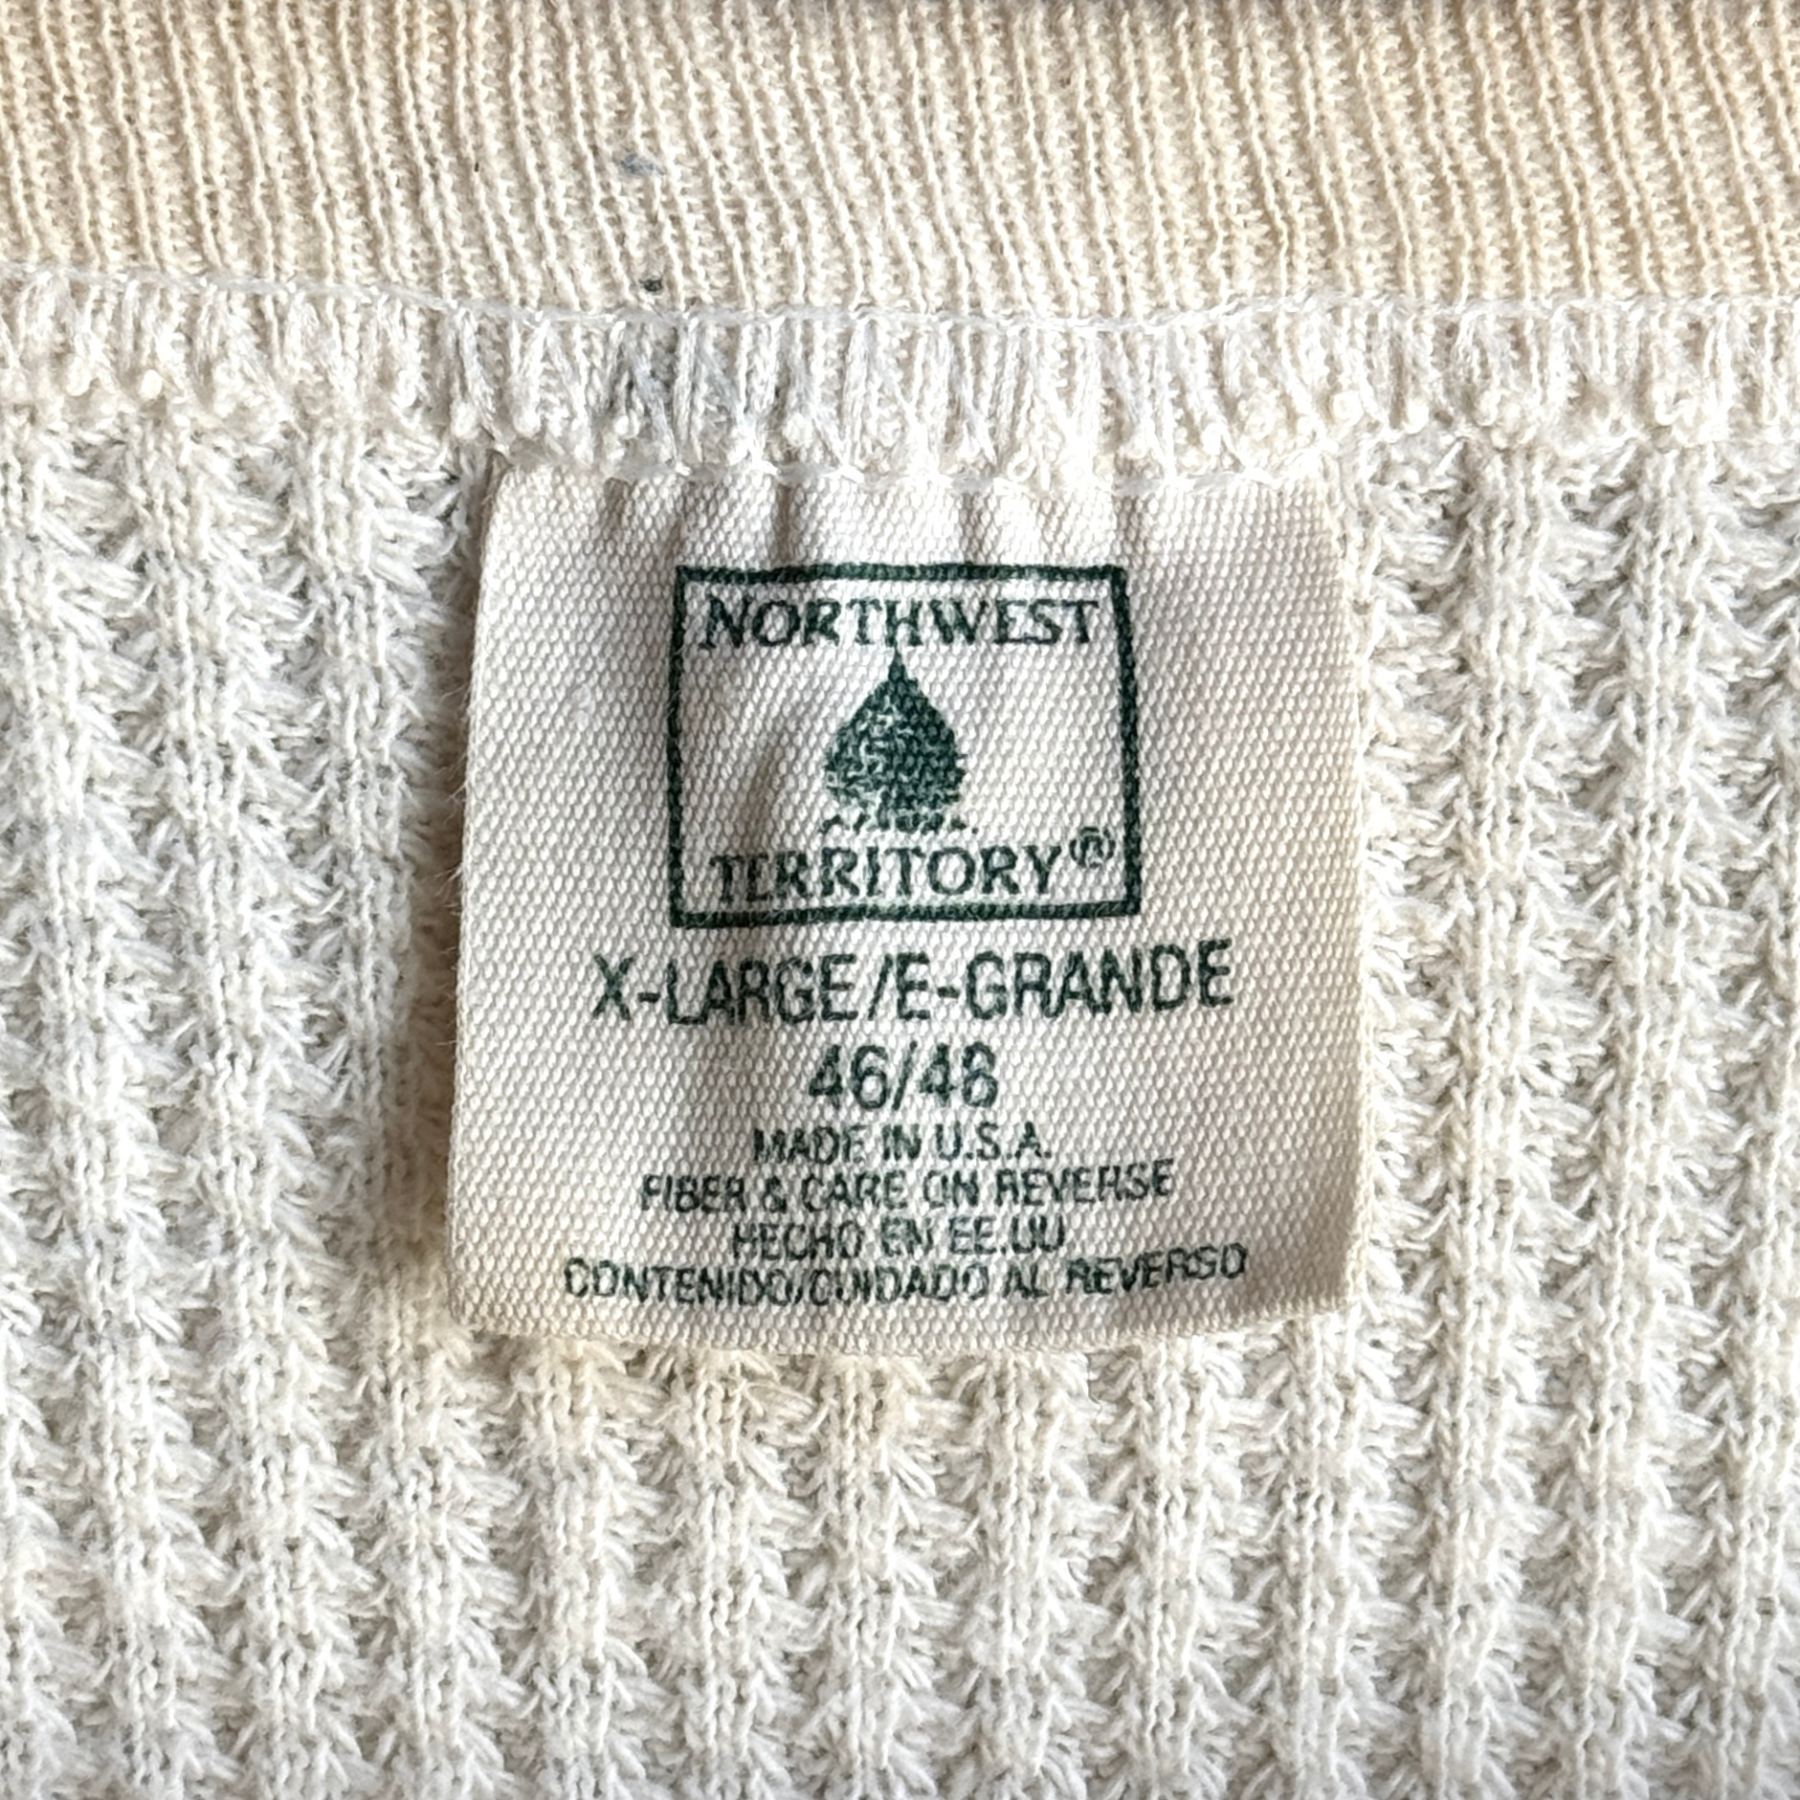 NORTHWEST
TERRITORY®
X-LARGE/E-GRANDE
46/48
MADE IN U.S.A.
FIBER & CARE ON REVERSE
HECHO EN EE.UU
CONTENIDO/CUIDADO AL REVERSO